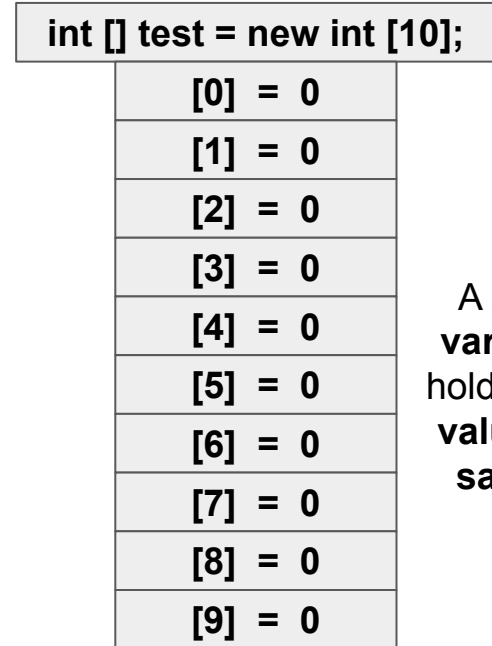 int [] test = new int [10];
[0] = 0
[1] = 0
[2] = 0
[3] = 0
[4] = 0
[5] = 0
[6] = 0
[7] = 0
[8] = 0
[9] = 0
A